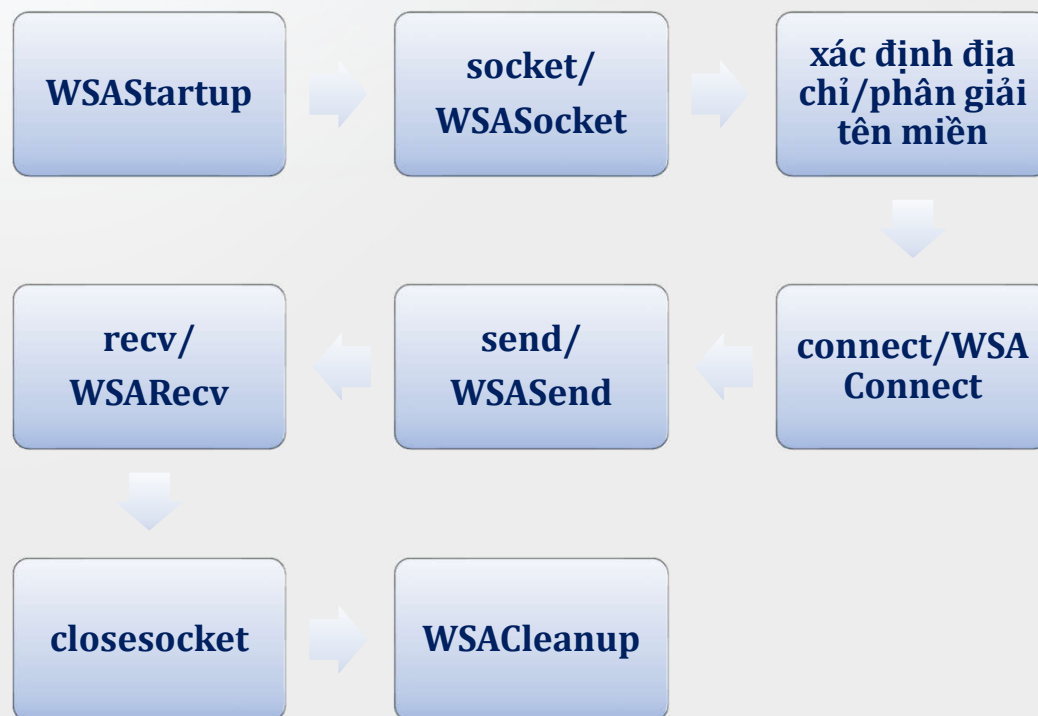 WSAStartup
socket/
WSASocket
xác định địa
chỉ/phân giải
tên miền
recv/
WSARecv
send/
WSASend
connect/WSA
Connect
closesocket
WSACleanup